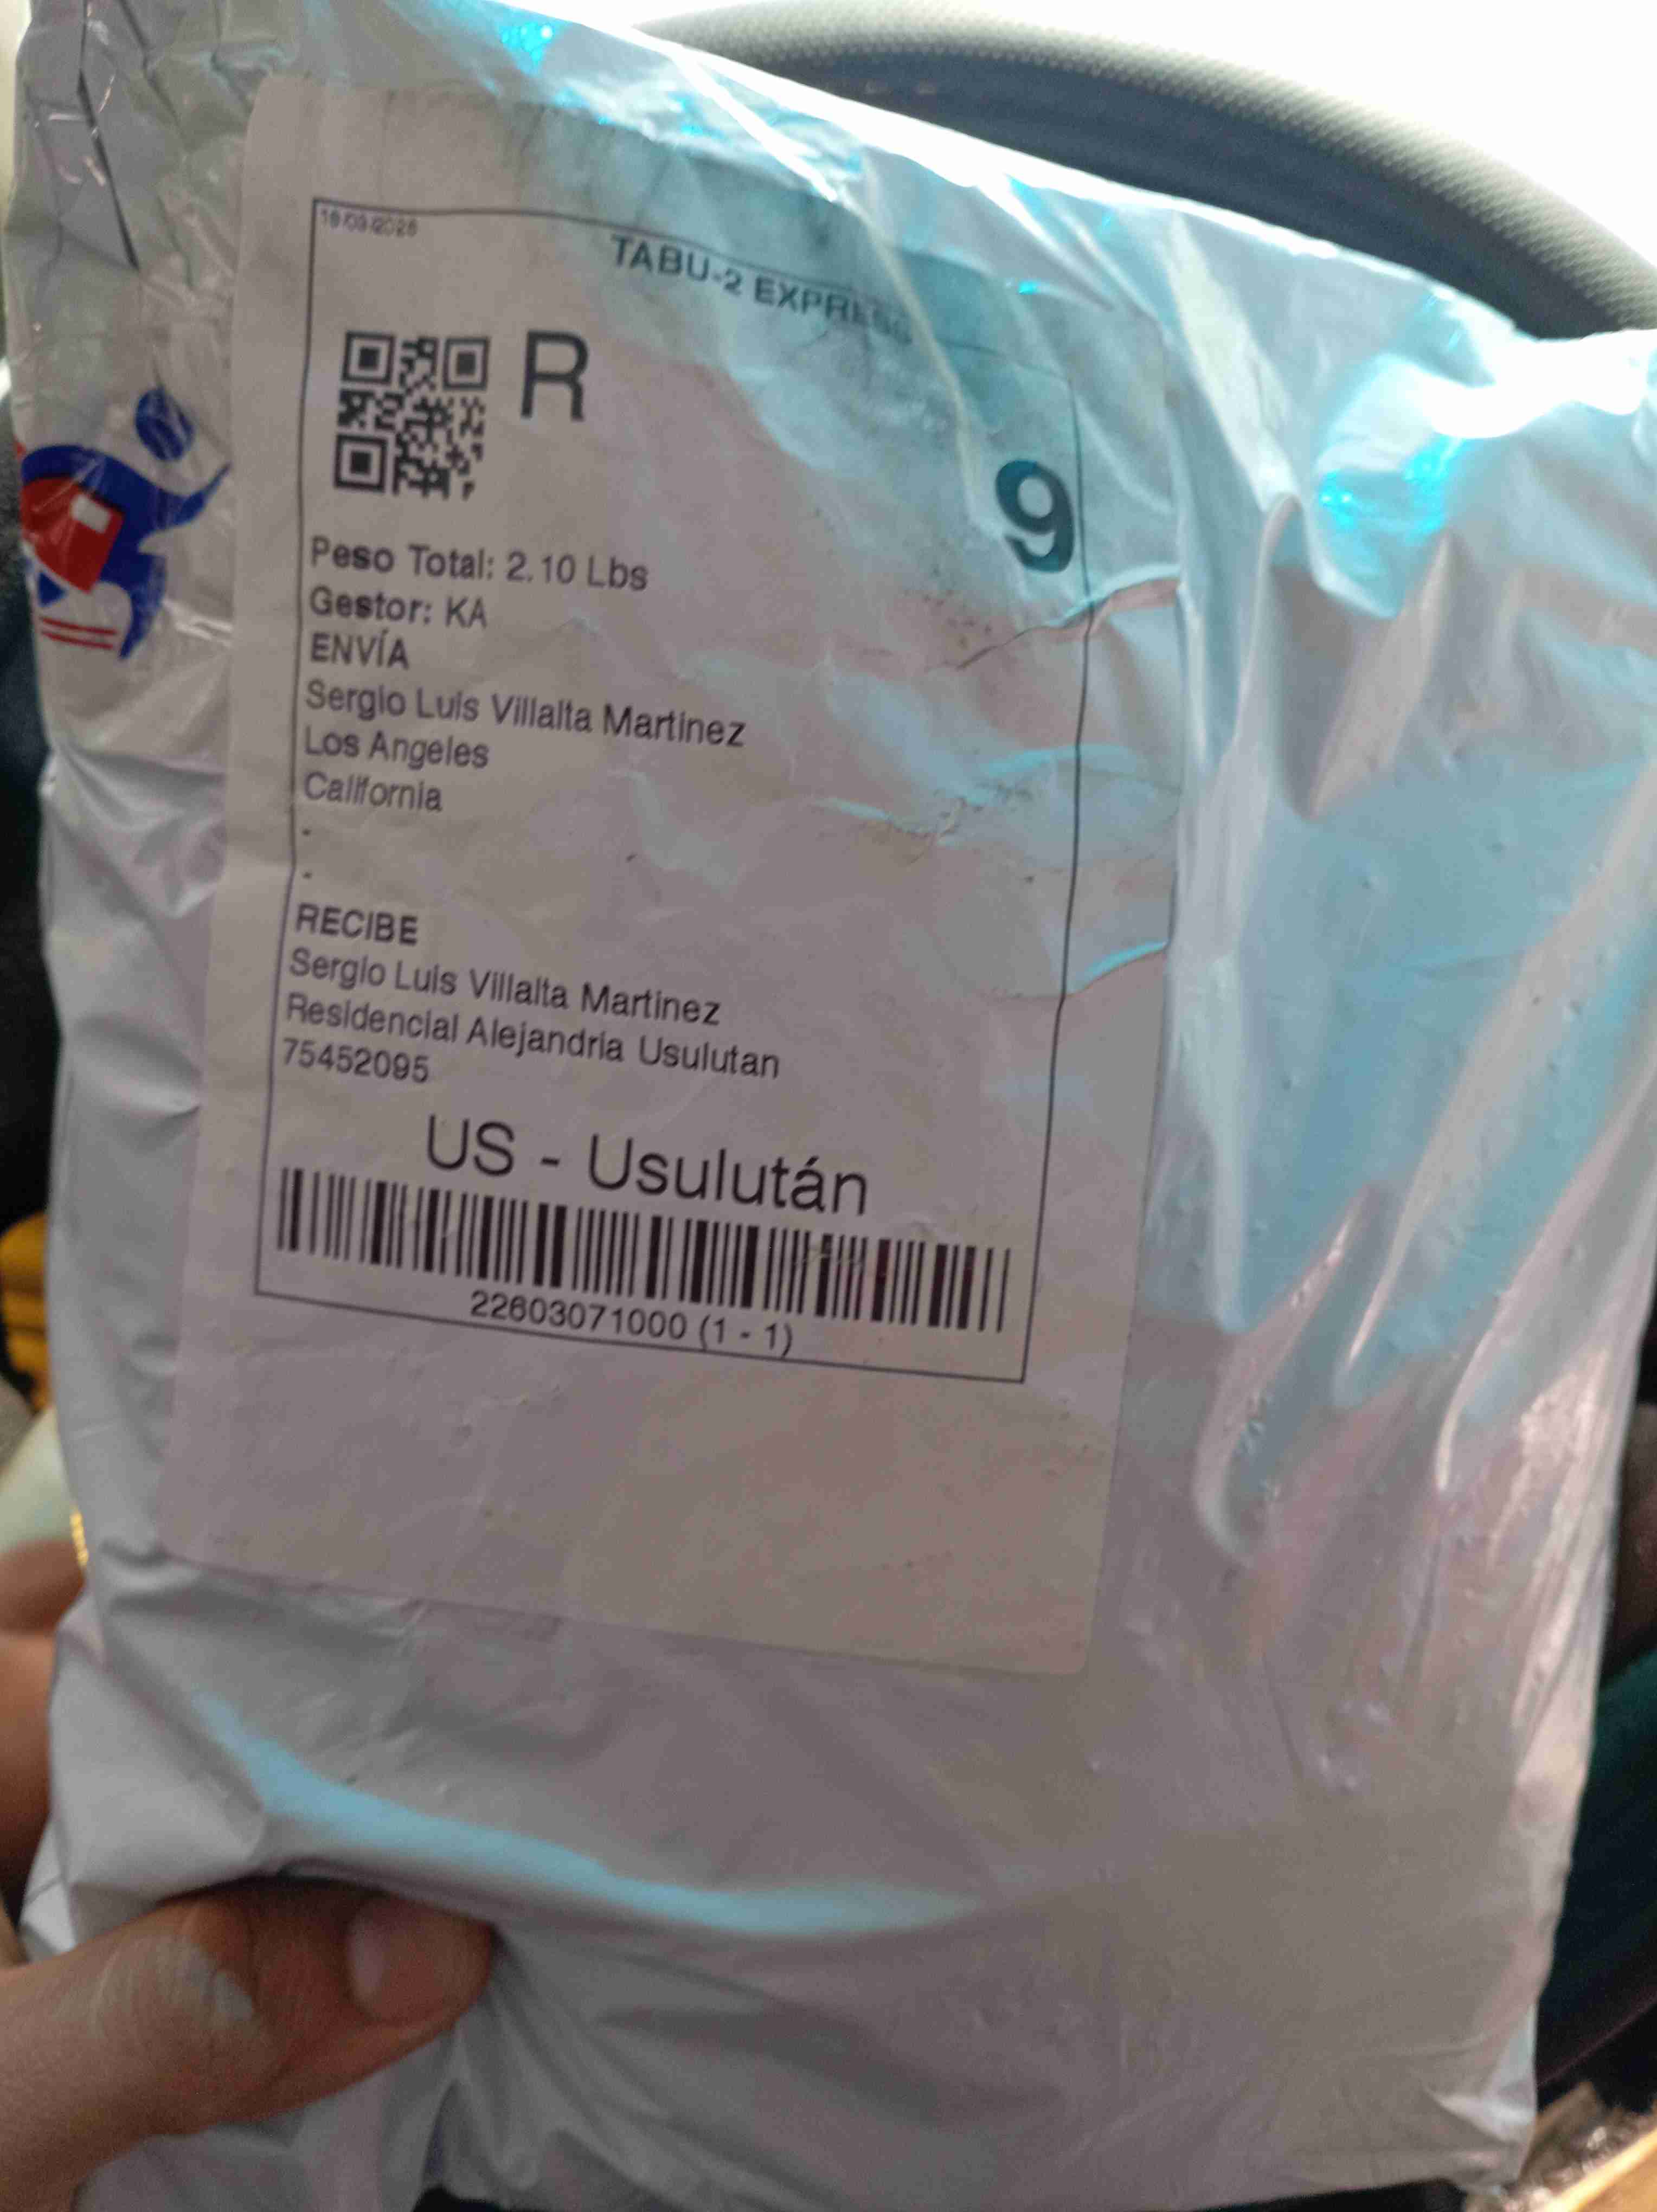 TABU-2 EXPRESS
R
9
Peso Total: 2.10 Lbs
Gestor: KA
ENVÍA
Sergio Luis Villalta Martinez
Los Angeles
California
-
-
RECIBE
Sergio Luis Villalta Martinez
Residencial Alejandria Usulutan
75452095
US - Usulután
22603071000 (1 - 1)